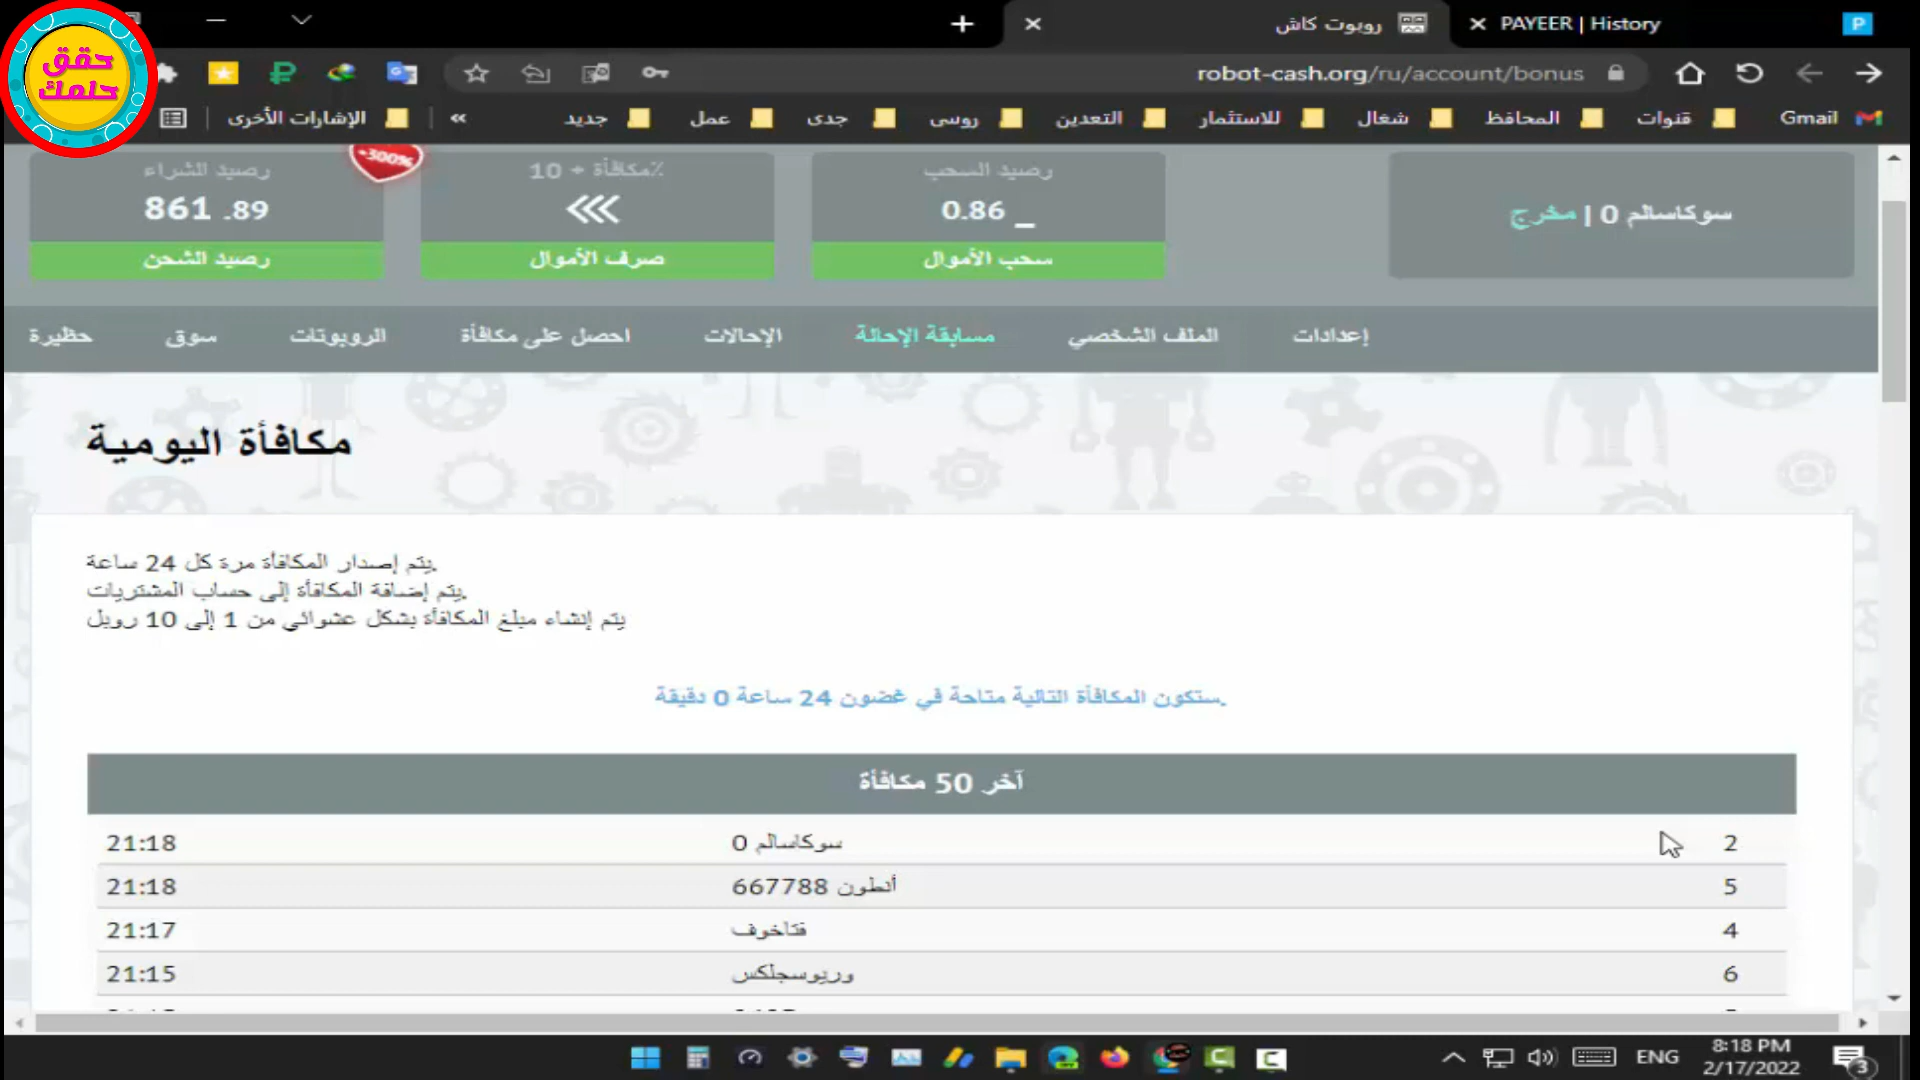 حقق
حلمك
روبوت كاش
PAYEER | History
robot-cash.org/ru/account/bonus
Gmail
قنوات
المحافظ
شغال
للاستثمار
التعدين
روسى
جدى
عمل
جديد
الإشارات الأخرى
سوكاسالم 0 | مخرج
رصيد السحب
0.86 _
سحب الأموال
٪مكافأة + 10
صرف الأموال
+300%
رصيد الشراء
861 .89
رصيد الشحن
إعدادات
الملف الشخصي
مسابقة الإحالة
الإحالات
احصل على مكافأة
الروبوتات
سوق
حظيرة
مكافأة اليومية
.يتم إصدار المكافأة مرة كل 24 ساعة
.يتم إضافة المكافأة إلى حساب المشتريات
يتم إنشاء مبلغ المكافأة بشكل عشوائي من 1 إلى 10 روبل
.ستكون المكافأة التالية متاحة في غضون 24 ساعة 0 دقيقة
آخر 50 مكافأة
2 سوكاسالم 0 21:18
5 أنطون 667788 21:18
4 فتاخوف 21:17
6 وريوسجلكس 21:15
ENG
8:18 PM
2/17/2022
3